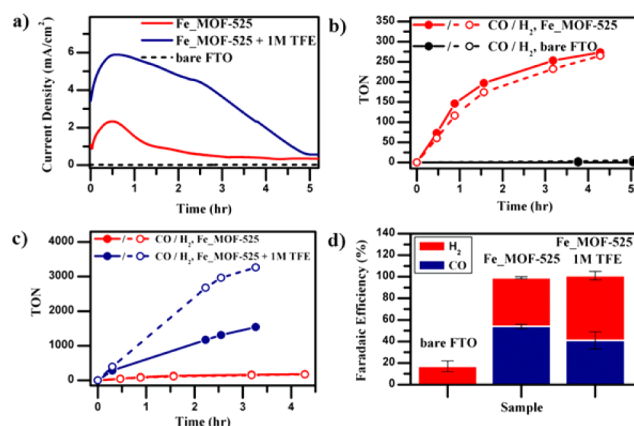 a)
Fe_MOF-525
Fe_MOF-525 + 1M TFE
bare FTO
Current Density (mA/cm²)
8
6
4
2
0
0 1 2 3 4 5
Time (hr)
b)
CO / H₂, Fe_MOF-525
CO / H₂, bare FTO
TON
300
250
200
150
100
50
0
0 1 2 3 4 5
Time (hr)
c)
CO / H₂, Fe_MOF-525
CO / H₂, Fe_MOF-525 + 1M TFE
TON
4000
3000
2000
1000
0
0 1 2 3 4 5
Time (hr)
d)
H₂
CO
Fe_MOF-525
Fe_MOF-525
1M TFE
bare FTO
Faradaic Efficiency (%)
140
120
100
80
60
40
20
0
Sample